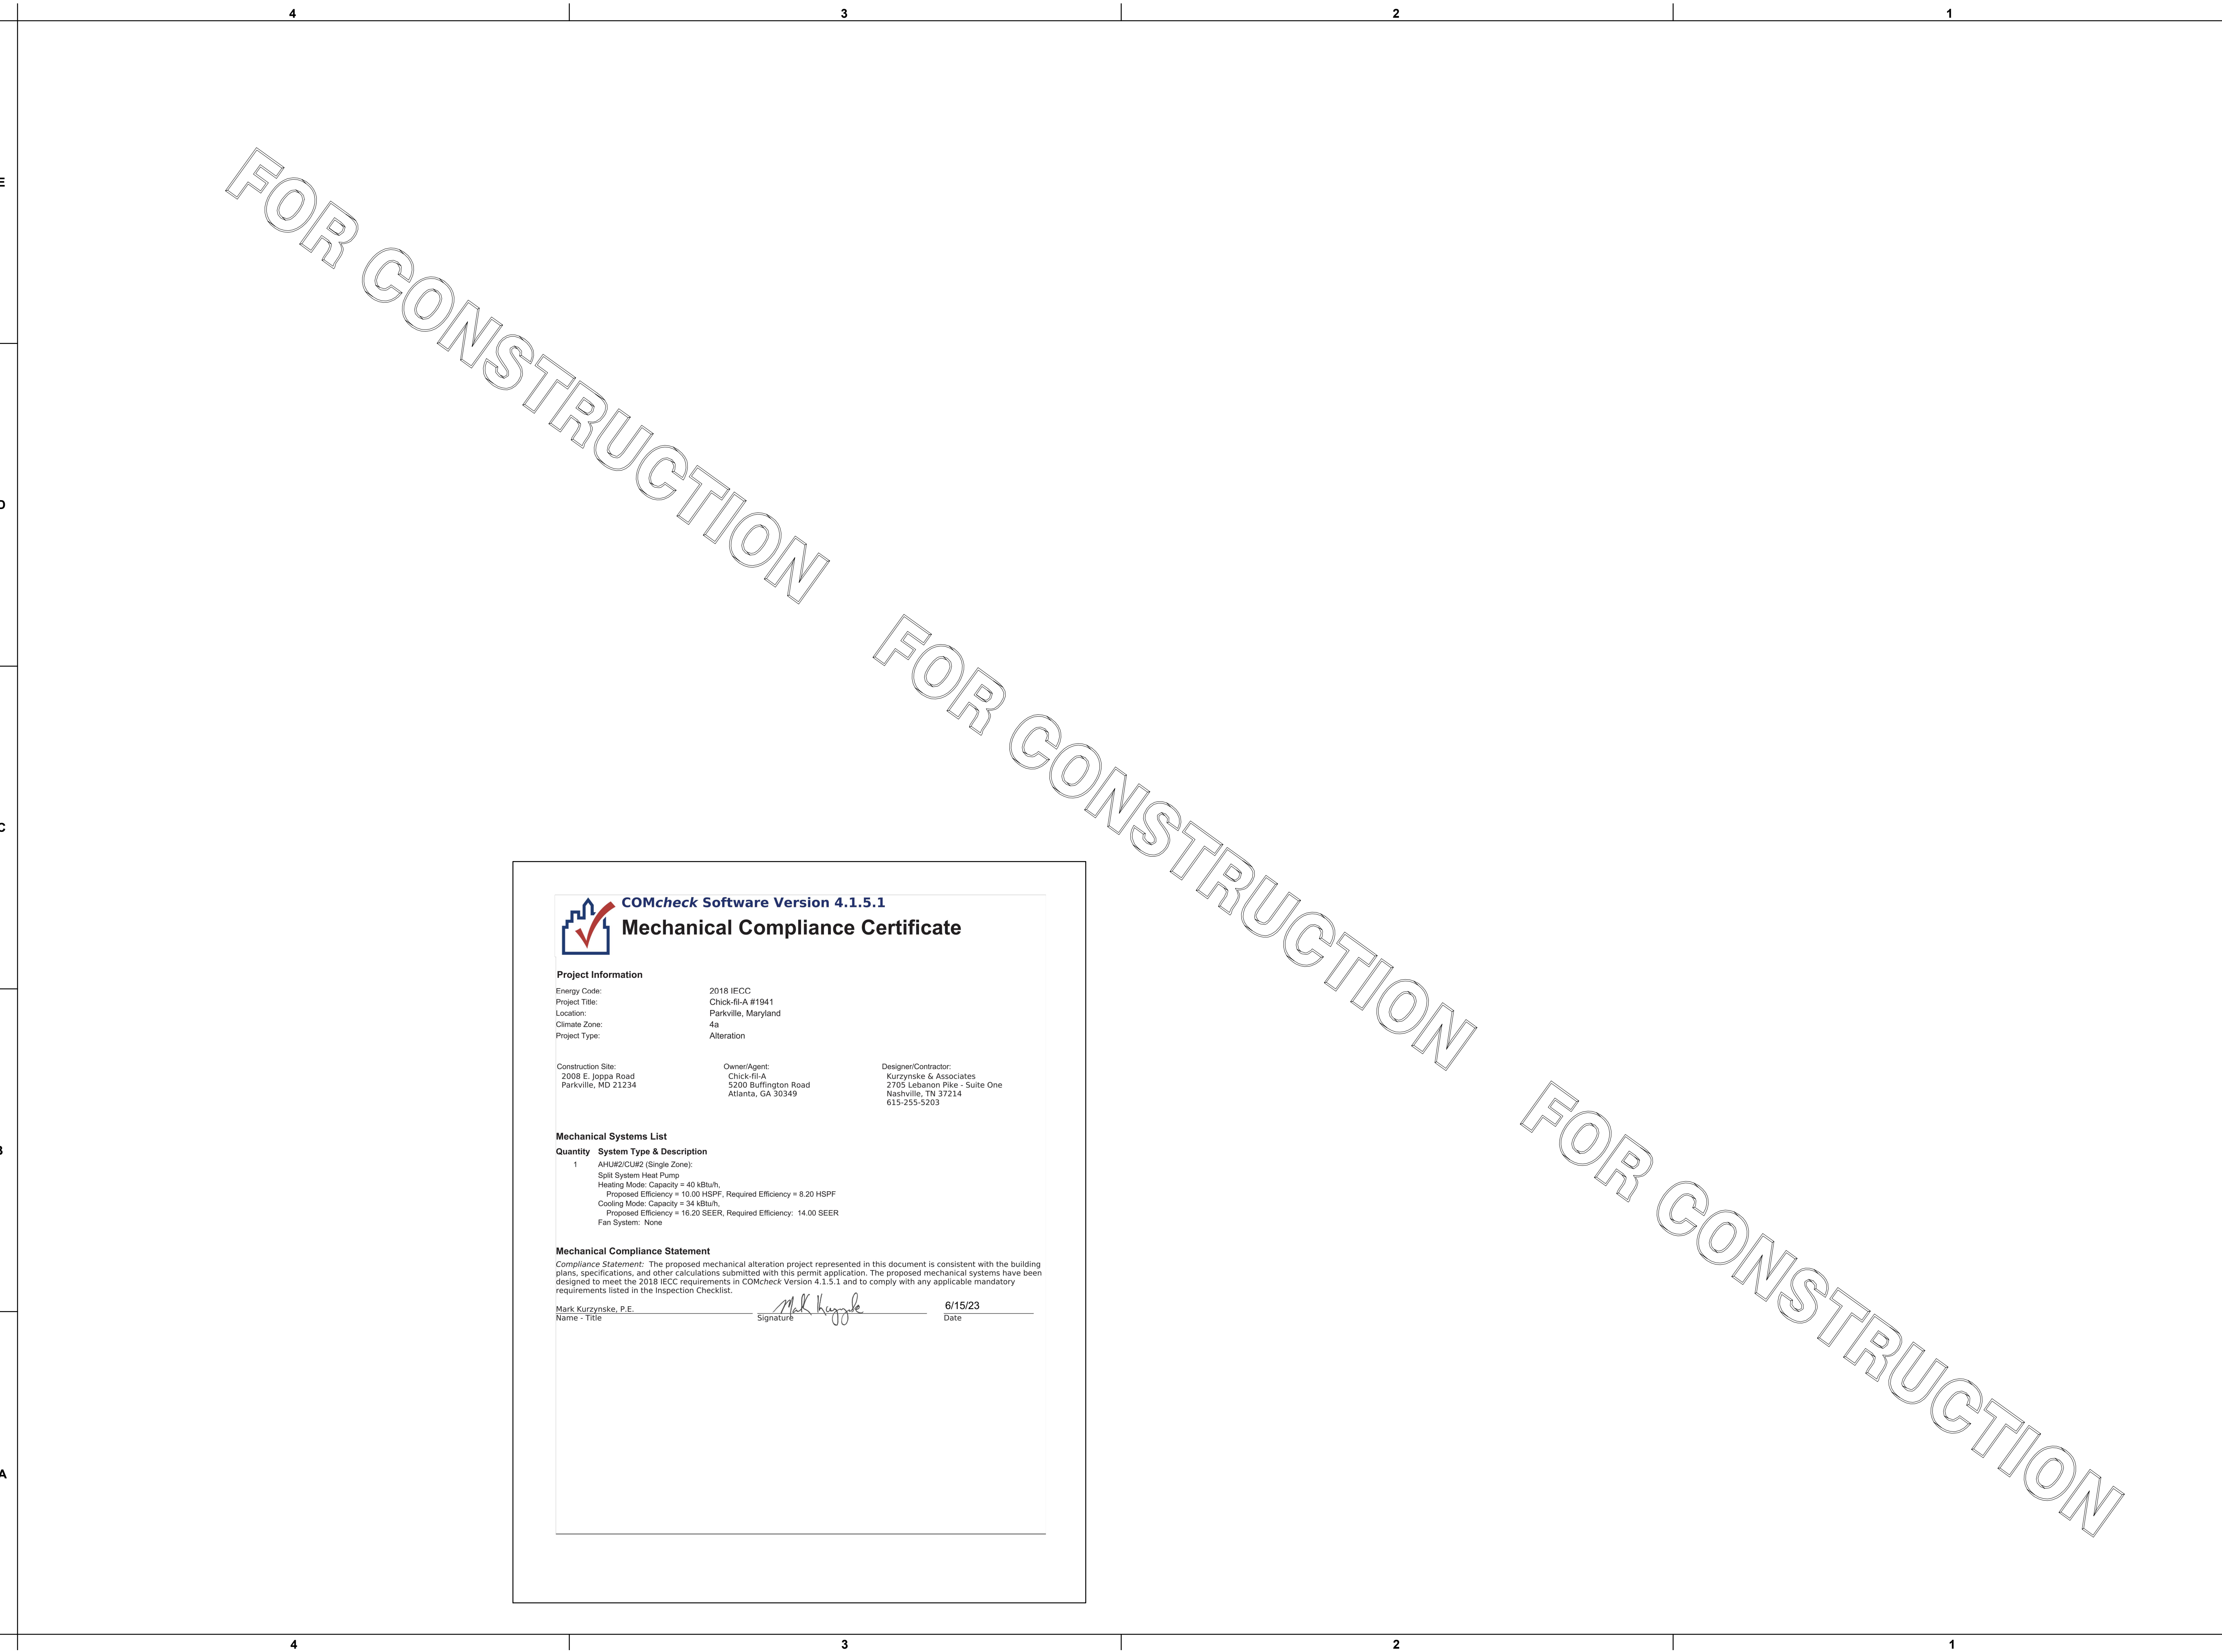 4 3 2 1
E
FOR CONSTRUCTION
D
FOR CONSTRUCTION
C
COMcheck Software Version 4.1.5.1
Mechanical Compliance Certificate
Project Information
Energy Code: 2018 IECC
Project Title: Chick-fil-A #1941
Location: Parkville, Maryland
Climate Zone: 4a
Project Type: Alteration
Construction Site: Owner/Agent: Designer/Contractor:
2008 E. Joppa Road Chick-fil-A Kurzynske & Associates
Parkville, MD 21234 5200 Buffington Road 2705 Lebanon Pike - Suite One
Atlanta, GA 30349 Nashville, TN 37214
615-255-5203
FOR CONSTRUCTION
B
Mechanical Systems List
Quantity System Type & Description
1 AHU#2/CU#2 (Single Zone):
Split System Heat Pump
Heating Mode: Capacity = 40 kBtu/h,
Proposed Efficiency = 10.00 HSPF, Required Efficiency = 8.20 HSPF
Cooling Mode: Capacity = 34 kBtu/h,
Proposed Efficiency = 16.20 SEER, Required Efficiency: 14.00 SEER
Fan System: None
Mechanical Compliance Statement
Compliance Statement: The proposed mechanical alteration project represented in this document is consistent with the building
plans, specifications, and other calculations submitted with this permit application. The proposed mechanical systems have been
designed to meet the 2018 IECC requirements in COMcheck Version 4.1.5.1 and to comply with any applicable mandatory
requirements listed in the Inspection Checklist.
Mark Kurzynske, P.E. Mark Kurzynske 6/15/23
Name - Title Signature Date
A
4 3 2 1